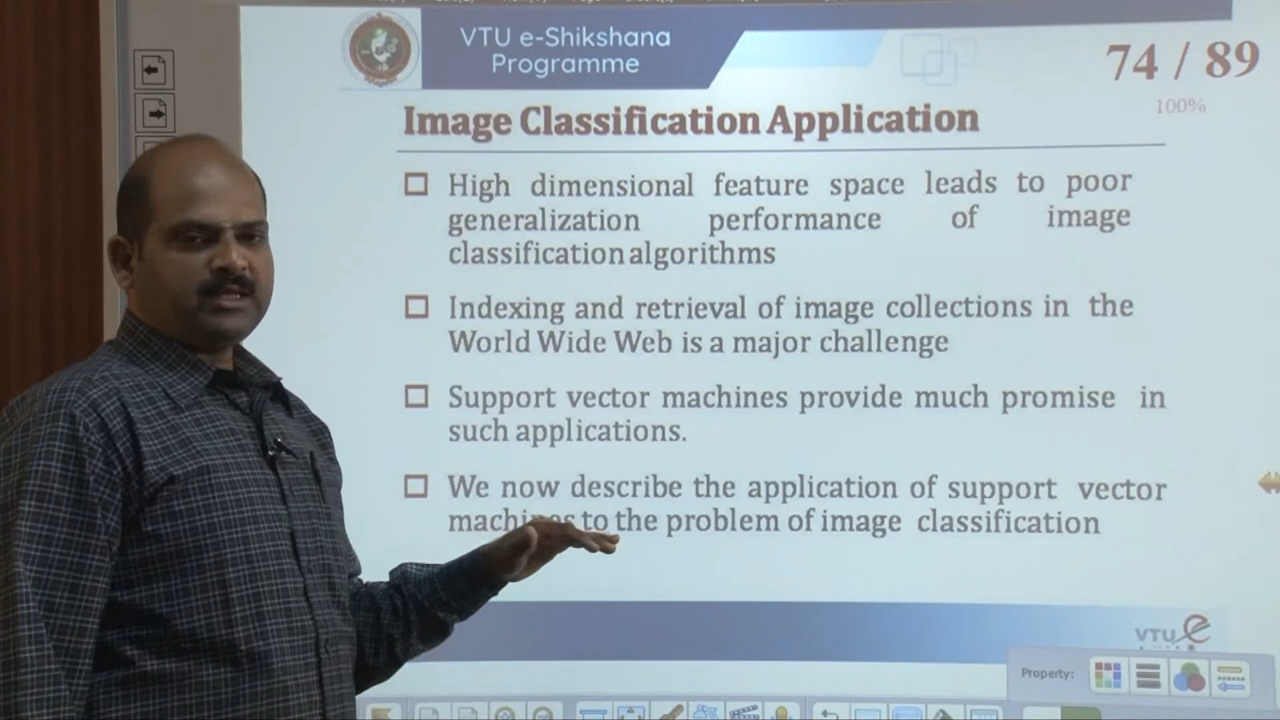 VTU e-Shikshana
Programme
74 / 89
100%
Image Classification Application
High dimensional feature space leads to poor
generalization performance of image
classification algorithms
Indexing and retrieval of image collections in the
World Wide Web is a major challenge
Support vector machines provide much promise in
such applications.
We now describe the application of support vector
machines to the problem of image classification
VTU e
Property: